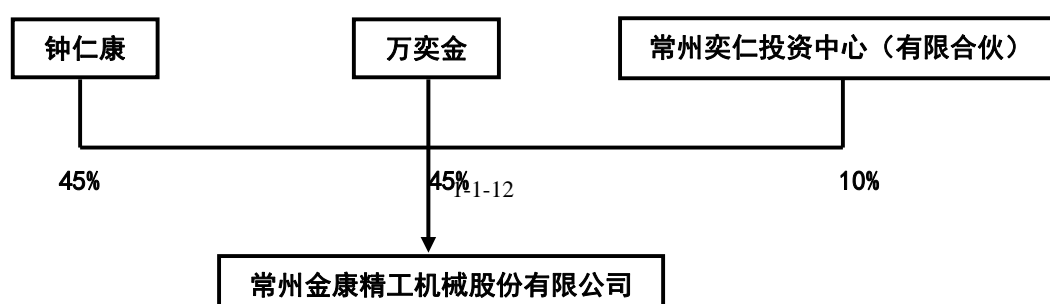 钟仁康
万奕金
常州奕仁投资中心（有限合伙）
45%
45%
10%
1-1-12
常州金康精工机械股份有限公司